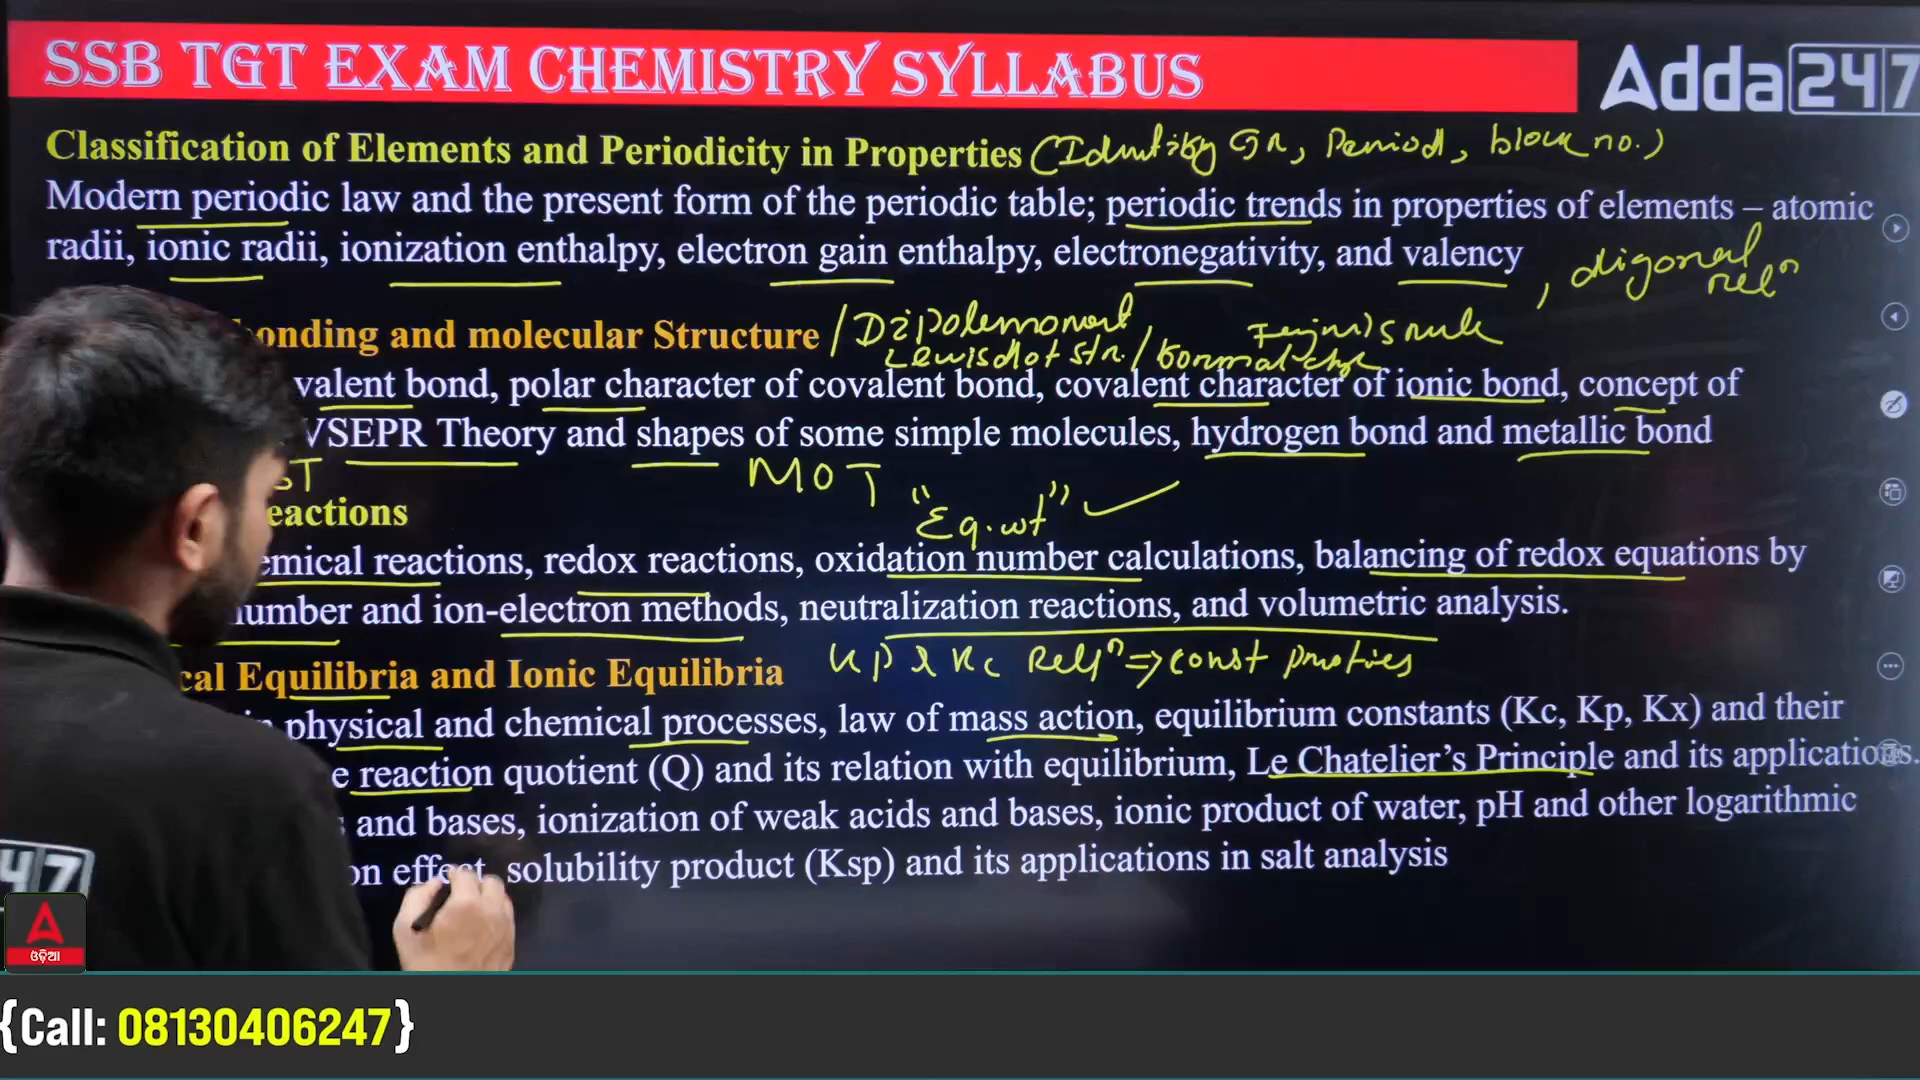 SSB TGT EXAM CHEMISTRY SYLLABUS
Adda247
Classification of Elements and Periodicity in Properties (Identify Gr, Period, block no.)
Modern periodic law and the present form of the periodic table; periodic trends in properties of elements – atomic
radii, ionic radii, ionization enthalpy, electron gain enthalpy, electronegativity, and valency , digonal
reln
onding and molecular Structure / Dipolemoment
Lewis dot str. /
valent bond, polar character of covalent bond, covalent character of ionic bond, concept of
VSEPR Theory and shapes of some simple molecules, hydrogen bond and metallic bond
MOT
"Eq.wt"
eactions
emical reactions, redox reactions, oxidation number calculations, balancing of redox equations by
number and ion-electron methods, neutralization reactions, and volumetric analysis.
cal Equilibria and Ionic Equilibria Kp & Kc Reln => const
physical and chemical processes, law of mass action, equilibrium constants (Kc, Kp, Kx) and their
e reaction quotient (Q) and its relation with equilibrium, Le Chatelier's Principle and its applications.
and bases, ionization of weak acids and bases, ionic product of water, pH and other logarithmic
on effect, solubility product (Ksp) and its applications in salt analysis
47
ଓଡ଼ିଆ
{Call: 08130406247}